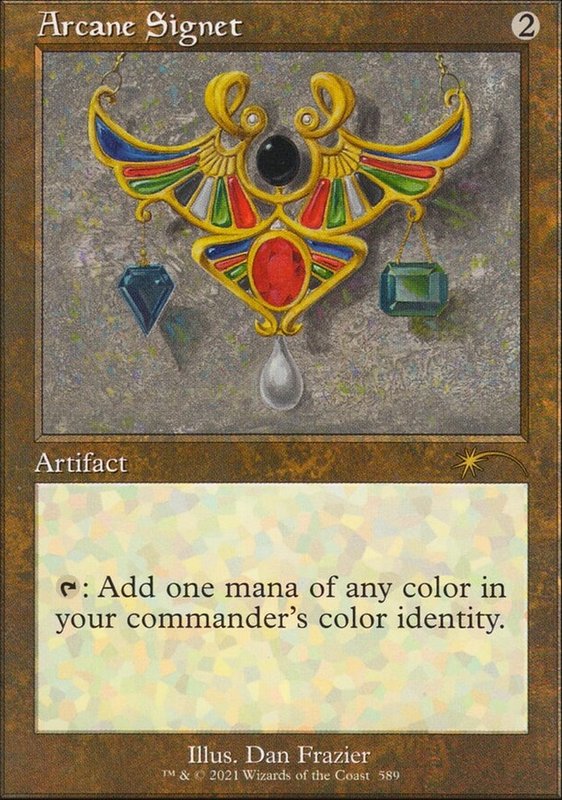 Arcane Signet 2
Artifact
: Add one mana of any color in
your commander's color identity.
Illus. Dan Frazier
™ & © 2021 Wizards of the Coast 589